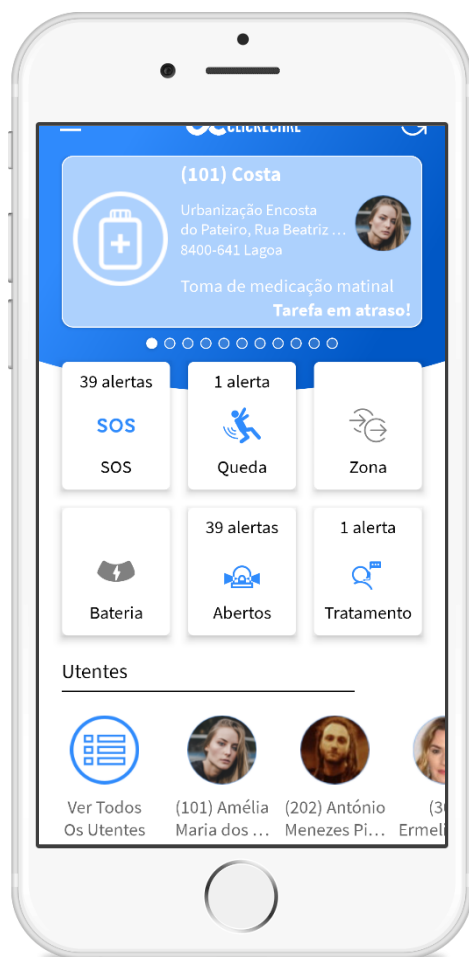 CLICKECARE
(101) Costa
Urbanização Encosta
do Pateiro, Rua Beatriz ...
8400-641 Lagoa
Toma de medicação matinal
Tarefa em atraso!
39 alertas
1 alerta
SOS
SOS
Queda
Zona
39 alertas
1 alerta
Bateria
Abertos
Tratamento
Utentes
Ver Todos
Os Utentes
(101) Amélia
Maria dos ...
(202) António
Menezes Pi...
(3
Ermeli